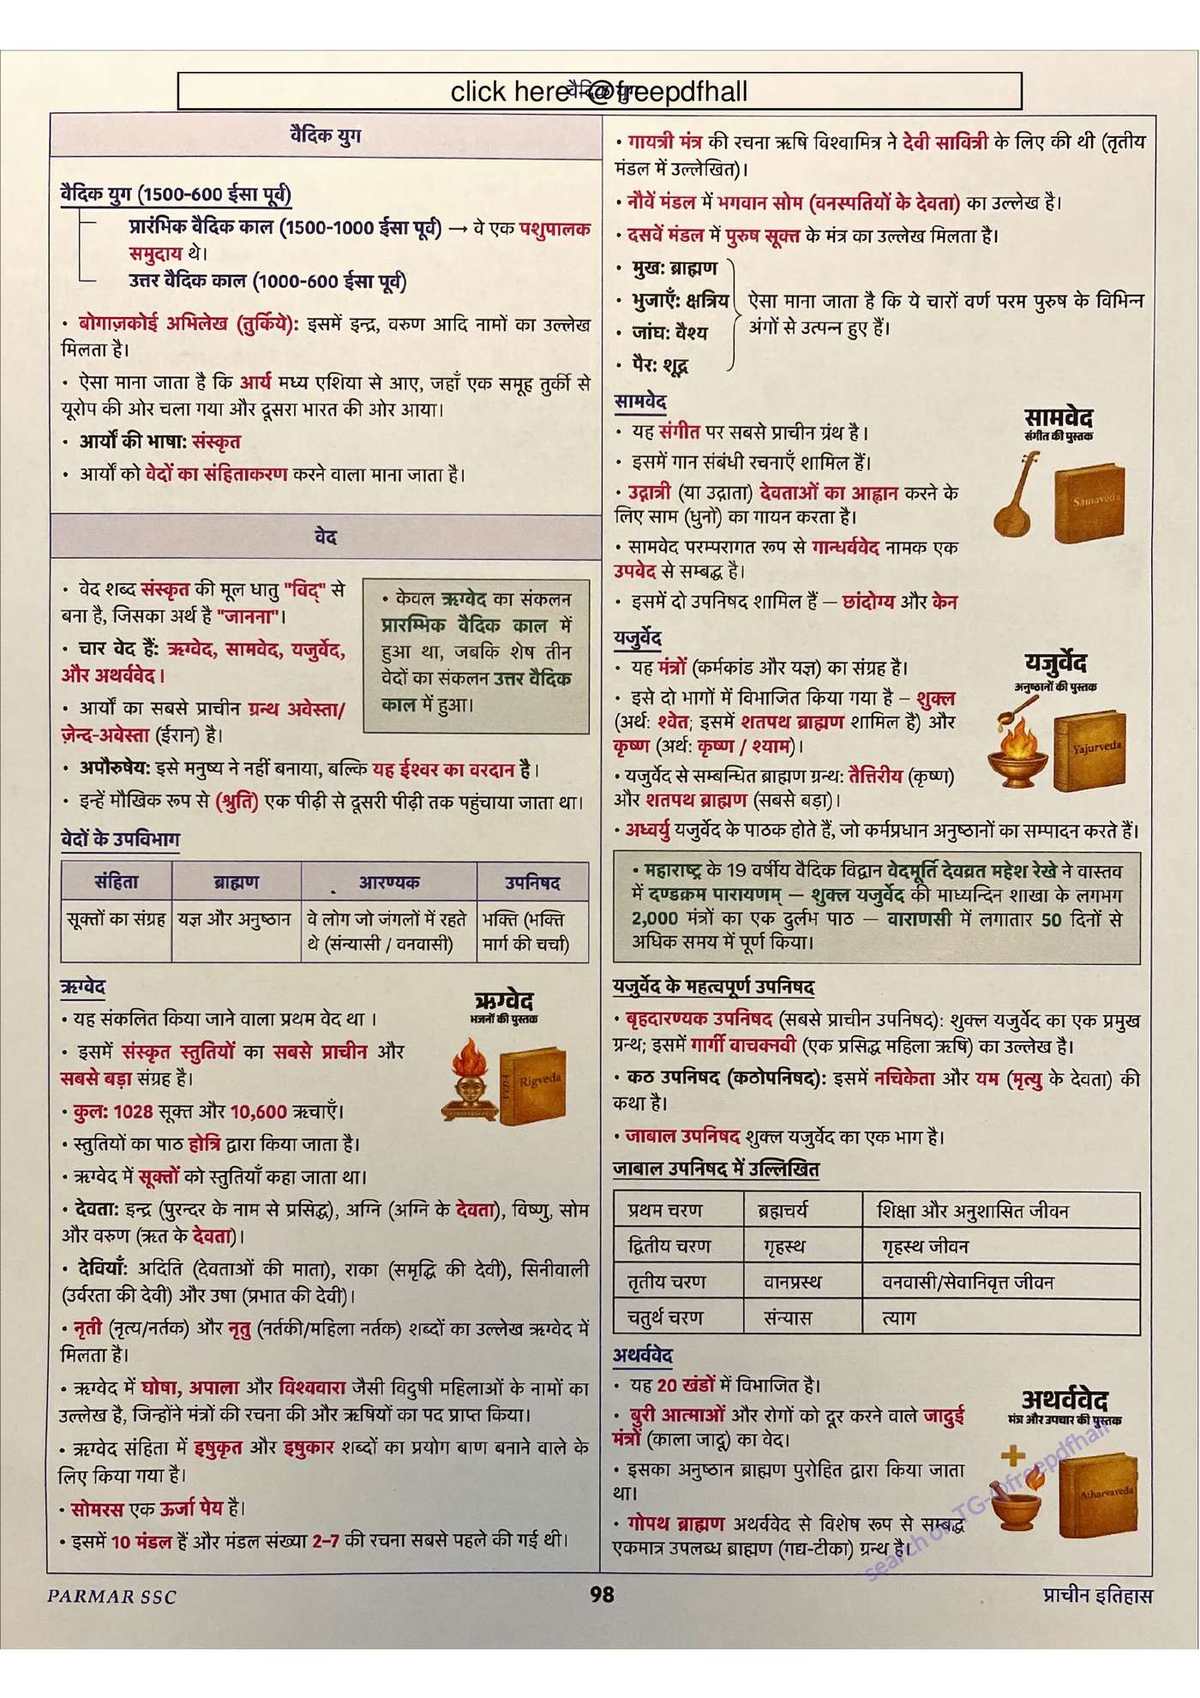 click here @freepdfhall
वैदिक युग
वैदिक युग
वैदिक युग (1500-600 ईसा पूर्व)
प्रारंभिक वैदिक काल (1500-1000 ईसा पूर्व) → वे एक पशुपालक
समुदाय थे।
उत्तर वैदिक काल (1000-600 ईसा पूर्व)
• बोगाज़कोई अभिलेख (तुर्किये): इसमें इन्द्र, वरुण आदि नामों का उल्लेख
मिलता है।
• ऐसा माना जाता है कि आर्य मध्य एशिया से आए, जहाँ एक समूह तुर्की से
यूरोप की ओर चला गया और दूसरा भारत की ओर आया।
• आर्यों की भाषा: संस्कृत
• आर्यों को वेदों का संहिताकरण करने वाला माना जाता है।
वेद
• वेद शब्द संस्कृत की मूल धातु "विद्" से
बना है, जिसका अर्थ है "जानना"।
• चार वेद हैं: ऋग्वेद, सामवेद, यजुर्वेद,
और अथर्ववेद ।
• आर्यों का सबसे प्राचीन ग्रन्थ अवेस्ता/
ज़ेन्द-अवेस्ता (ईरान) है।
• केवल ऋग्वेद का संकलन
प्रारम्भिक वैदिक काल में
हुआ था, जबकि शेष तीन
वेदों का संकलन उत्तर वैदिक
काल में हुआ।
• अपौरुषेय: इसे मनुष्य ने नहीं बनाया, बल्कि यह ईश्वर का वरदान है ।
• इन्हें मौखिक रूप से (श्रुति) एक पीढ़ी से दूसरी पीढ़ी तक पहुंचाया जाता था।
वेदों के उपविभाग
संहिता ब्राह्मण आरण्यक उपनिषद
सूक्तों का संग्रह यज्ञ और अनुष्ठान वे लोग जो जंगलों में रहते भक्ति (भक्ति
थे (संन्यासी / वनवासी) मार्ग की चर्चा)
ऋग्वेद
• यह संकलित किया जाने वाला प्रथम वेद था ।
• इसमें संस्कृत स्तुतियों का सबसे प्राचीन और
सबसे बड़ा संग्रह है।
• कुल: 1028 सूक्त और 10,600 ऋचाएँ।
ऋग्वेद
भजनों की पुस्तक
Rigveda
• स्तुतियों का पाठ होत्रि द्वारा किया जाता है।
• ऋग्वेद में सूक्तों को स्तुतियाँ कहा जाता था।
• देवता: इन्द्र (पुरन्दर के नाम से प्रसिद्ध), अग्नि (अग्नि के देवता), विष्णु, सोम
और वरुण (ऋत के देवता)।
• देवियाँ: अदिति (देवताओं की माता), राका (समृद्धि की देवी), सिनीवाली
(उर्वरता की देवी) और उषा (प्रभात की देवी)।
• नृती (नृत्य/नर्तक) और नृतु (नर्तकी/महिला नर्तक) शब्दों का उल्लेख ऋग्वेद में
मिलता है।
• ऋग्वेद में घोषा, अपाला और विश्ववारा जैसी विदुषी महिलाओं के नामों का
उल्लेख है, जिन्होंने मंत्रों की रचना की और ऋषियों का पद प्राप्त किया।
• ऋग्वेद संहिता में इषुकृत और इषुकार शब्दों का प्रयोग बाण बनाने वाले के
लिए किया गया है।
• सोमरस एक ऊर्जा पेय है।
• इसमें 10 मंडल हैं और मंडल संख्या 2–7 की रचना सबसे पहले की गई थी।
• गायत्री मंत्र की रचना ऋषि विश्वामित्र ने देवी सावित्री के लिए की थी (तृतीय
मंडल में उल्लेखित)।
• नौवें मंडल में भगवान सोम (वनस्पतियों के देवता) का उल्लेख है।
• दसवें मंडल में पुरुष सूक्त के मंत्र का उल्लेख मिलता है।
• मुख: ब्राह्मण
• भुजाएँ: क्षत्रिय
• जांघ: वैश्य
• पैर: शूद्र
ऐसा माना जाता है कि ये चारों वर्ण परम पुरुष के विभिन्न
अंगों से उत्पन्न हुए हैं।
सामवेद
• यह संगीत पर सबसे प्राचीन ग्रंथ है ।
• इसमें गान संबंधी रचनाएँ शामिल हैं।
• उद्गात्री (या उद्गाता) देवताओं का आह्वान करने के
लिए साम (धुनों) का गायन करता है।
• सामवेद परम्परागत रूप से गान्धर्ववेद नामक एक
उपवेद से सम्बद्ध है।
• इसमें दो उपनिषद शामिल हैं – छांदोग्य और केन
सामवेद
संगीत की पुस्तक
Samaveda
यजुर्वेद
• यह मंत्रों (कर्मकांड और यज्ञ) का संग्रह है।
• इसे दो भागों में विभाजित किया गया है – शुक्ल
(अर्थ: श्वेत; इसमें शतपथ ब्राह्मण शामिल है) और
कृष्ण (अर्थ: कृष्ण / श्याम)।
• यजुर्वेद से सम्बन्धित ब्राह्मण ग्रन्थ: तैत्तिरीय (कृष्ण)
और शतपथ ब्राह्मण (सबसे बड़ा)।
यजुर्वेद
अनुष्ठानों की पुस्तक
Yajurveda
• अध्वर्यु यजुर्वेद के पाठक होते हैं, जो कर्मप्रधान अनुष्ठानों का सम्पादन करते हैं।
• महाराष्ट्र के 19 वर्षीय वैदिक विद्वान वेदमूर्ति देवब्रत महेश रेखे ने वास्तव
में दण्डक्रम पारायणम् — शुक्ल यजुर्वेद की माध्यन्दिन शाखा के लगभग
2,000 मंत्रों का एक दुर्लभ पाठ — वाराणसी में लगातार 50 दिनों से
अधिक समय में पूर्ण किया।
यजुर्वेद के महत्वपूर्ण उपनिषद
• बृहदारण्यक उपनिषद (सबसे प्राचीन उपनिषद): शुक्ल यजुर्वेद का एक प्रमुख
ग्रन्थ; इसमें गार्गी वाचक्नवी (एक प्रसिद्ध महिला ऋषि) का उल्लेख है।
• कठ उपनिषद (कठोपनिषद): इसमें नचिकेता और यम (मृत्यु के देवता) की
कथा है।
• जाबाल उपनिषद शुक्ल यजुर्वेद का एक भाग है।
जाबाल उपनिषद में उल्लिखित
प्रथम चरण ब्रह्मचर्य शिक्षा और अनुशासित जीवन
द्वितीय चरण गृहस्थ गृहस्थ जीवन
तृतीय चरण वानप्रस्थ वनवासी/सेवानिवृत्त जीवन
चतुर्थ चरण संन्यास त्याग
अथर्ववेद
• यह 20 खंडों में विभाजित है।
• बुरी आत्माओं और रोगों को दूर करने वाले जादुई
मंत्रों (काला जादू) का वेद।
• इसका अनुष्ठान ब्राह्मण पुरोहित द्वारा किया जाता
था।
• गोपथ ब्राह्मण अथर्ववेद से विशेष रूप से सम्बद्ध
एकमात्र उपलब्ध ब्राह्मण (गद्य-टीका) ग्रन्थ है।
अथर्ववेद
मंत्र और उपचार की पुस्तक
Atharvaveda
search on TG-@freepdfhall
PARMAR SSC
98
प्राचीन इतिहास